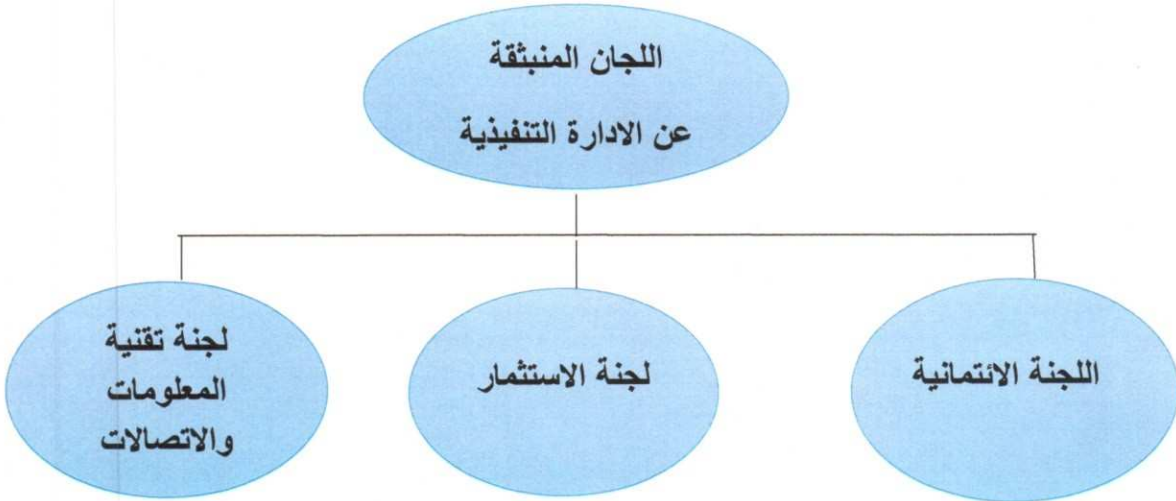 اللجان المنبثقة
عن الادارة التنفيذية
اللجنة الائتمانية
لجنة الاستثمار
لجنة تقنية
المعلومات
والاتصالات